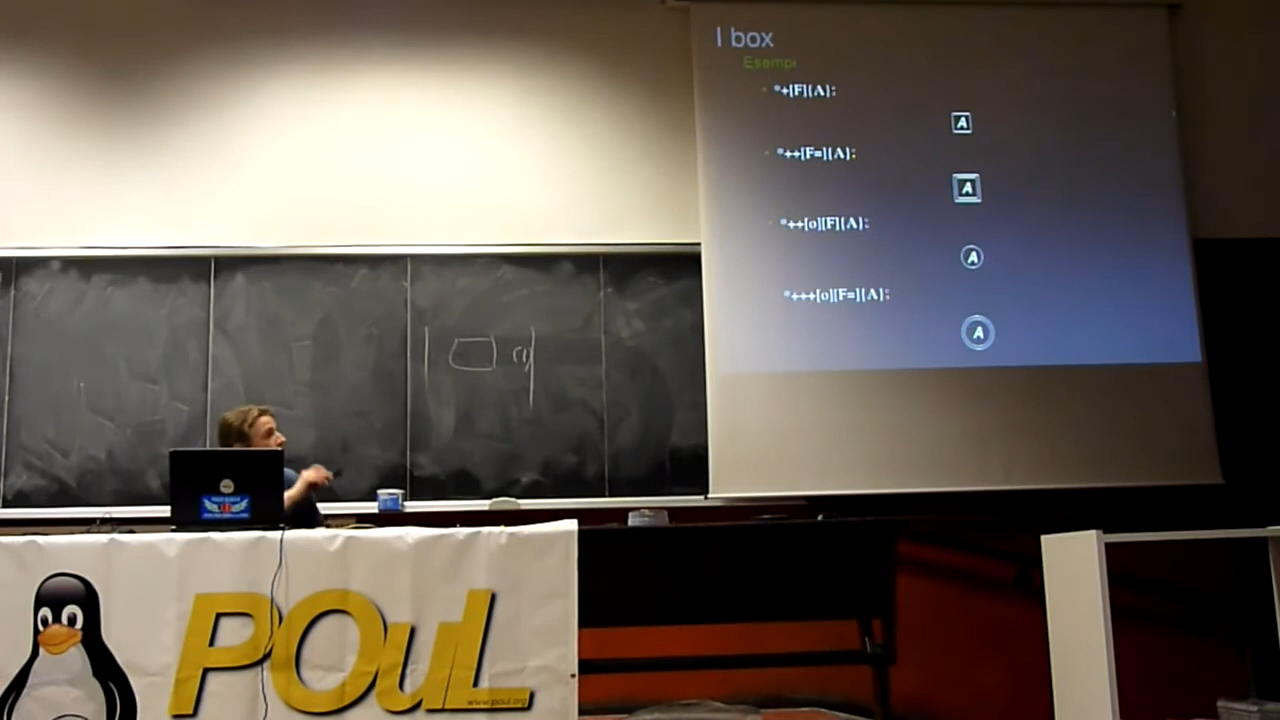 I box
Esempi
*+[F]{A}:
A
*++[F=]{A}:
A
*++[o][F]{A}:
A
*+++[o][F=]{A}:
A
POuL
www.poul.org